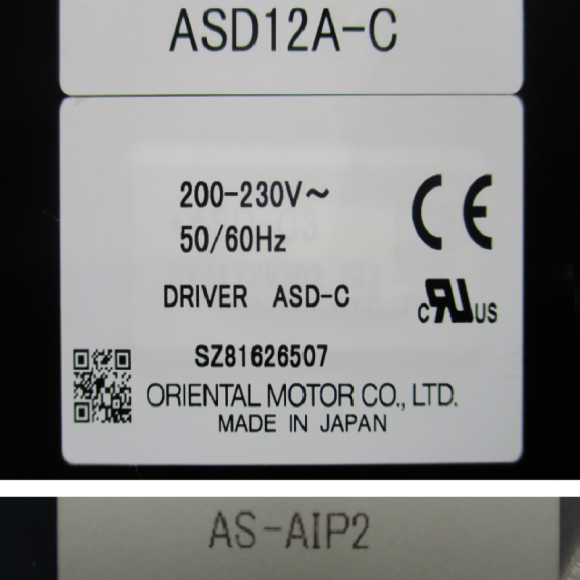 ASD12A-C
200-230V~
50/60Hz
DRIVER ASD-C
CE
C RU US
SZ81626507
ORIENTAL MOTOR CO., LTD.
MADE IN JAPAN
AS-AIP2